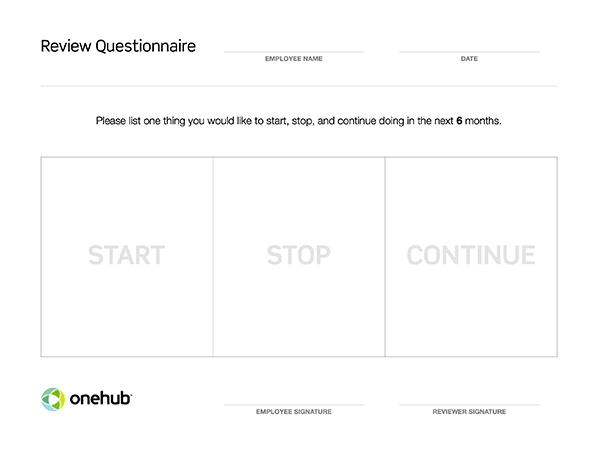 Review Questionnaire
EMPLOYEE NAME
DATE
Please list one thing you would like to start, stop, and continue doing in the next 6 months.
START
STOP
CONTINUE
onehub
EMPLOYEE SIGNATURE
REVIEWER SIGNATURE